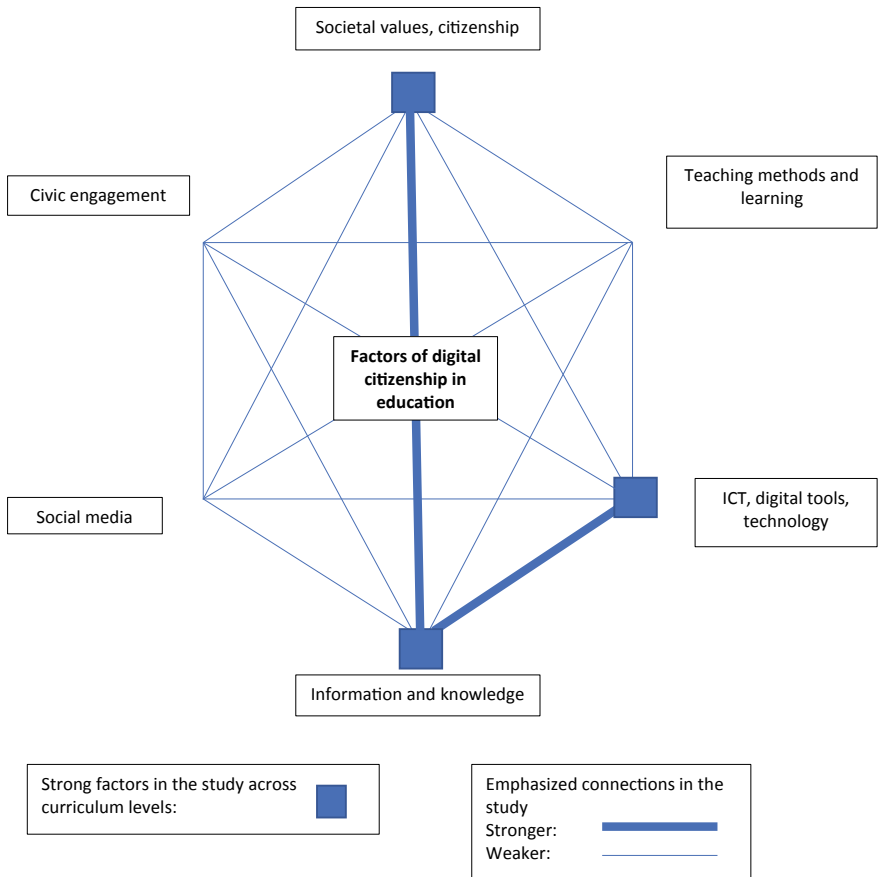 Societal values, citizenship
Civic engagement
Teaching methods and
learning
Factors of digital
citizenship in
education
Social media
ICT, digital tools,
technology
Information and knowledge
Strong factors in the study across
curriculum levels:
Emphasized connections in the
study
Stronger:
Weaker: